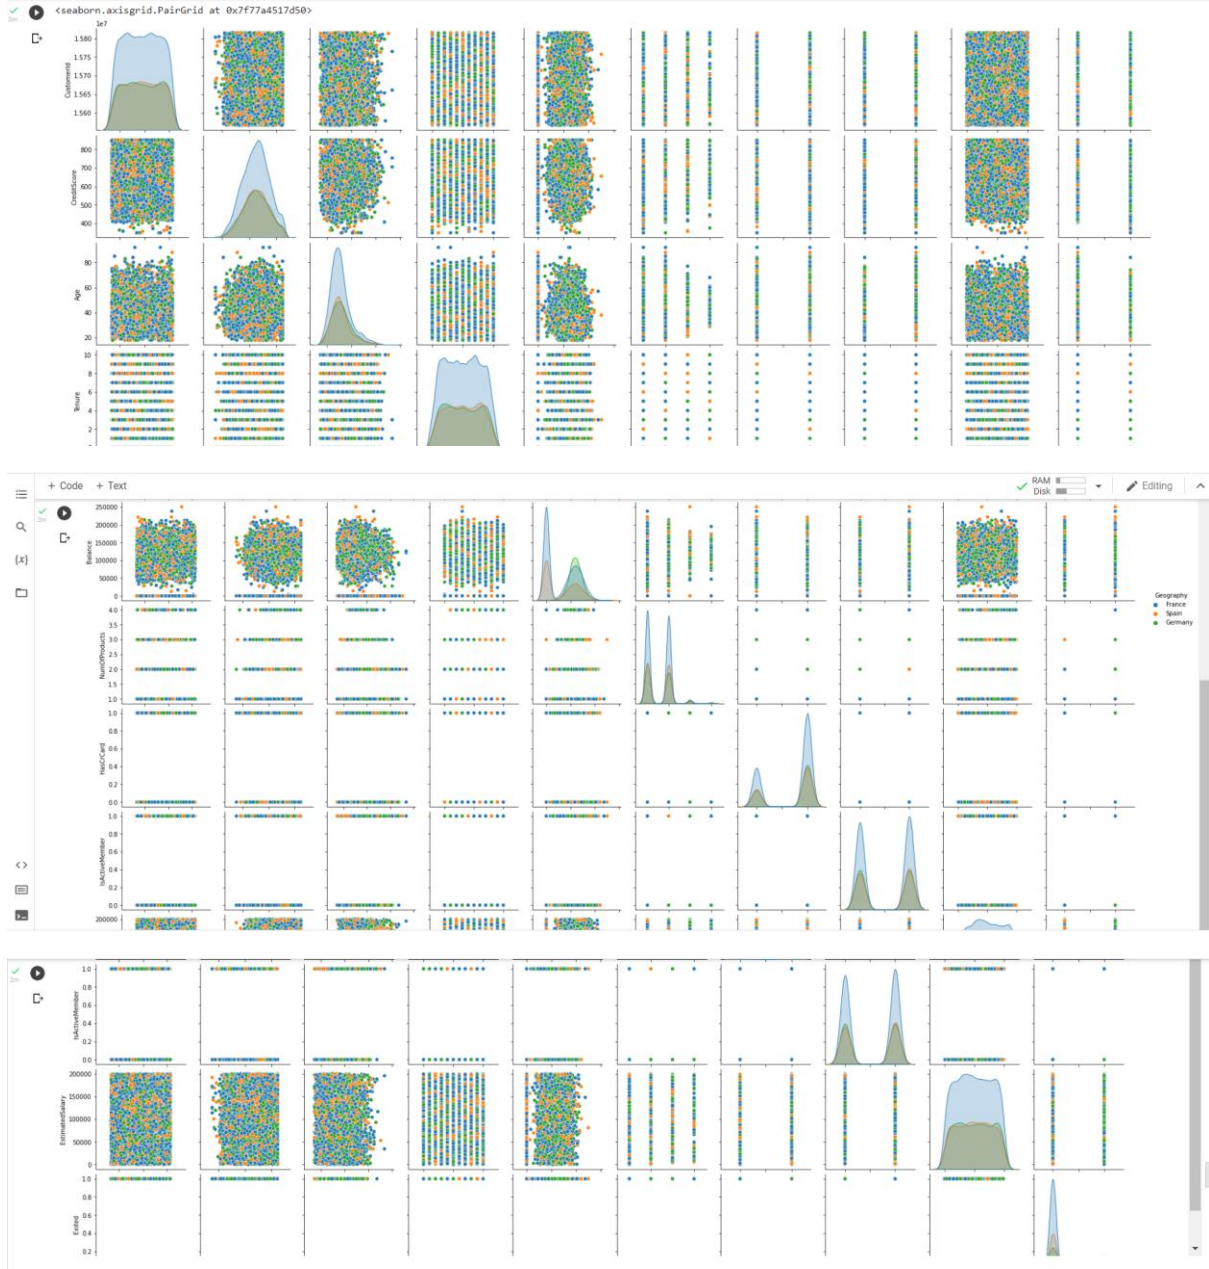 <seaborn.axisgrid.PairGrid at 0x7f77a4517d50>
2m
1e7
1.580
1.575
1.570
1.565
1.560
CustomerId
800
700
600
500
400
CreditScore
80
60
40
20
Age
10
8
6
4
2
Tenure
+ Code + Text
RAM
Disk
Editing
2m
{x}
250000
200000
150000
100000
50000
0
Balance
Geography
France
Spain
Germany
4.0
3.5
3.0
2.5
2.0
1.5
1.0
NumOfProducts
1.0
0.8
0.6
0.4
0.2
0.0
HasCrCard
1.0
0.8
0.6
0.4
0.2
0.0
IsActiveMember
200000
2m
1.0
0.8
0.6
0.4
0.2
0.0
IsActiveMember
200000
150000
100000
50000
0
EstimatedSalary
1.0
0.8
0.6
0.4
0.2
Exited